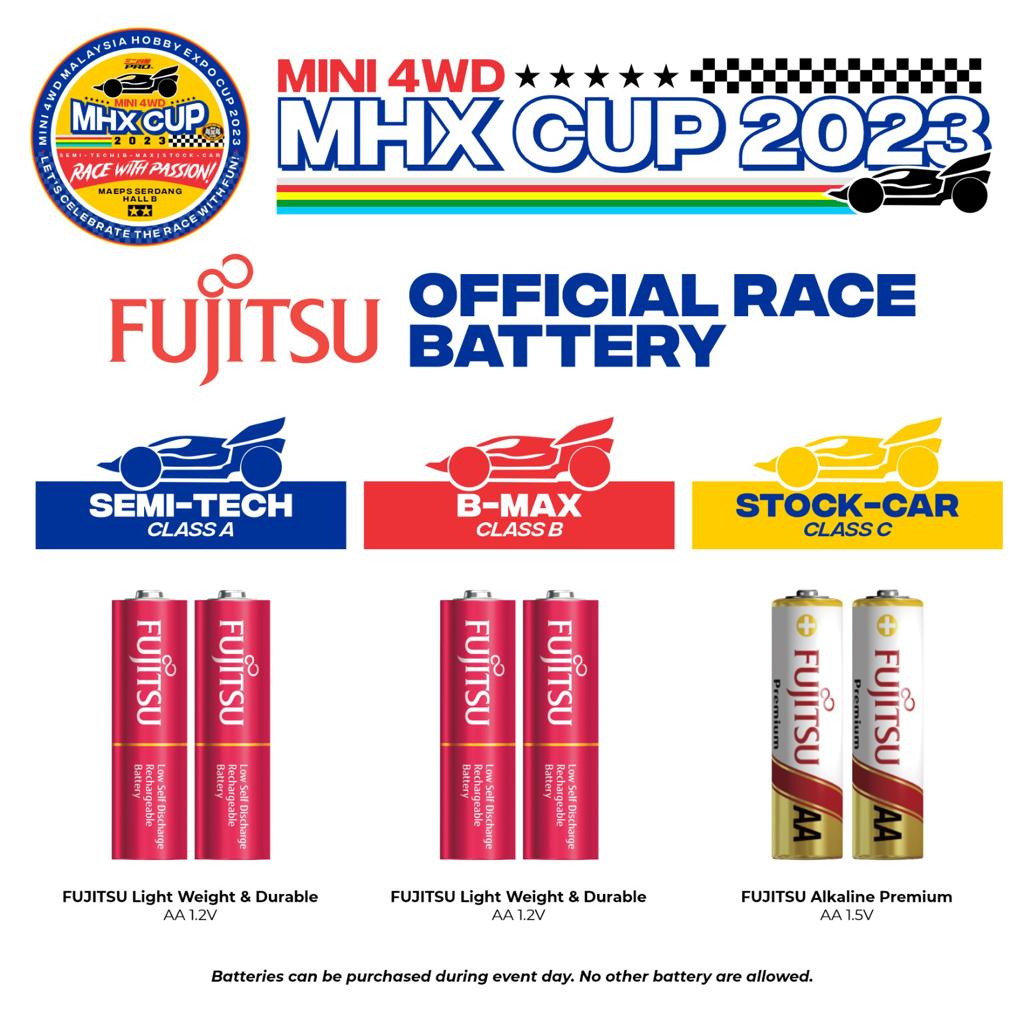 MINI 4WD MALAYSIA HOBBY EXPO CUP 2023
ミニ四駆
PRO
MINI 4WD
MHX CUP
2023
SEMI-TECH|B-MAX|STOCK-CAR
RACE WITH PASSION!
MAEPS SERDANG
HALL B
LET'S CELEBRATE THE RACE WITH FUN!
MINI 4WD
MHX CUP 2023
FUJITSU
OFFICIAL RACE
BATTERY
SEMI-TECH
CLASS A
B-MAX
CLASS B
STOCK-CAR
CLASS C
FUJITSU
Low Self Discharge
Rechargeable
Battery
FUJITSU
Low Self Discharge
Rechargeable
Battery
FUJITSU
Low Self Discharge
Rechargeable
Battery
FUJITSU
Low Self Discharge
Rechargeable
Battery
FUJITSU
Premium
AA
FUJITSU
Premium
AA
FUJITSU Light Weight & Durable
AA 1.2V
FUJITSU Light Weight & Durable
AA 1.2V
FUJITSU Alkaline Premium
AA 1.5V
Batteries can be purchased during event day. No other battery are allowed.